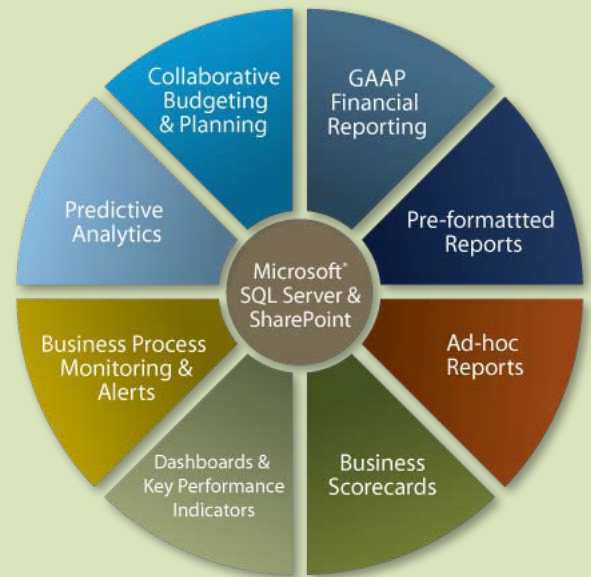 Collaborative
Budgeting
& Planning
GAAP
Financial
Reporting
Pre-formattted
Reports
Ad-hoc
Reports
Business
Scorecards
Dashboards &
Key Performance
Indicators
Business Process
Monitoring &
Alerts
Predictive
Analytics
Microsoft®
SQL Server &
SharePoint